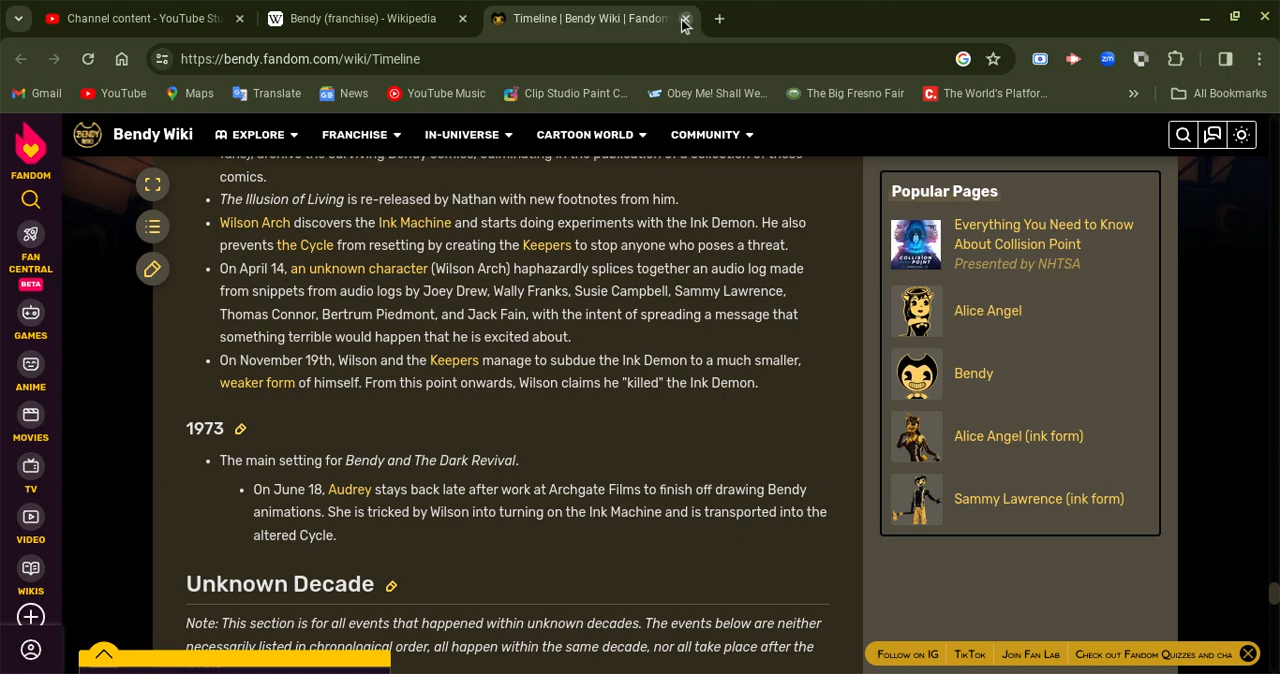 Channel content - YouTube Stu
Bendy (franchise) - Wikipedia
Timeline | Bendy Wiki | Fandom
https://bendy.fandom.com/wiki/Timeline
Gmail
YouTube
Maps
Translate
News
YouTube Music
Clip Studio Paint C...
Obey Me! Shall We...
The Big Fresno Fair
The World's Platfor...
All Bookmarks
Bendy Wiki
EXPLORE
FRANCHISE
IN-UNIVERSE
CARTOON WORLD
COMMUNITY
FANDOM
FAN
CENTRAL
BETA
GAMES
ANIME
MOVIES
TV
VIDEO
WIKIS
comics.
The Illusion of Living is re-released by Nathan with new footnotes from him.
Wilson Arch discovers the Ink Machine and starts doing experiments with the Ink Demon. He also
prevents the Cycle from resetting by creating the Keepers to stop anyone who poses a threat.
On April 14, an unknown character (Wilson Arch) haphazardly splices together an audio log made
from snippets from audio logs by Joey Drew, Wally Franks, Susie Campbell, Sammy Lawrence,
Thomas Connor, Bertrum Piedmont, and Jack Fain, with the intent of spreading a message that
something terrible would happen that he is excited about.
On November 19th, Wilson and the Keepers manage to subdue the Ink Demon to a much smaller,
weaker form of himself. From this point onwards, Wilson claims he "killed" the Ink Demon.
1973
The main setting for Bendy and The Dark Revival.
On June 18, Audrey stays back late after work at Archgate Films to finish off drawing Bendy
animations. She is tricked by Wilson into turning on the Ink Machine and is transported into the
altered Cycle.
Unknown Decade
Note: This section is for all events that happened within unknown decades. The events below are neither
necessarily listed in chronological order, all happen within the same decade, nor all take place after the
Popular Pages
Everything You Need to Know
About Collision Point
Presented by NHTSA
Alice Angel
Bendy
Alice Angel (ink form)
Sammy Lawrence (ink form)
Follow on IG
TikTok
Join Fan Lab
Check out Fandom Quizzes and cha